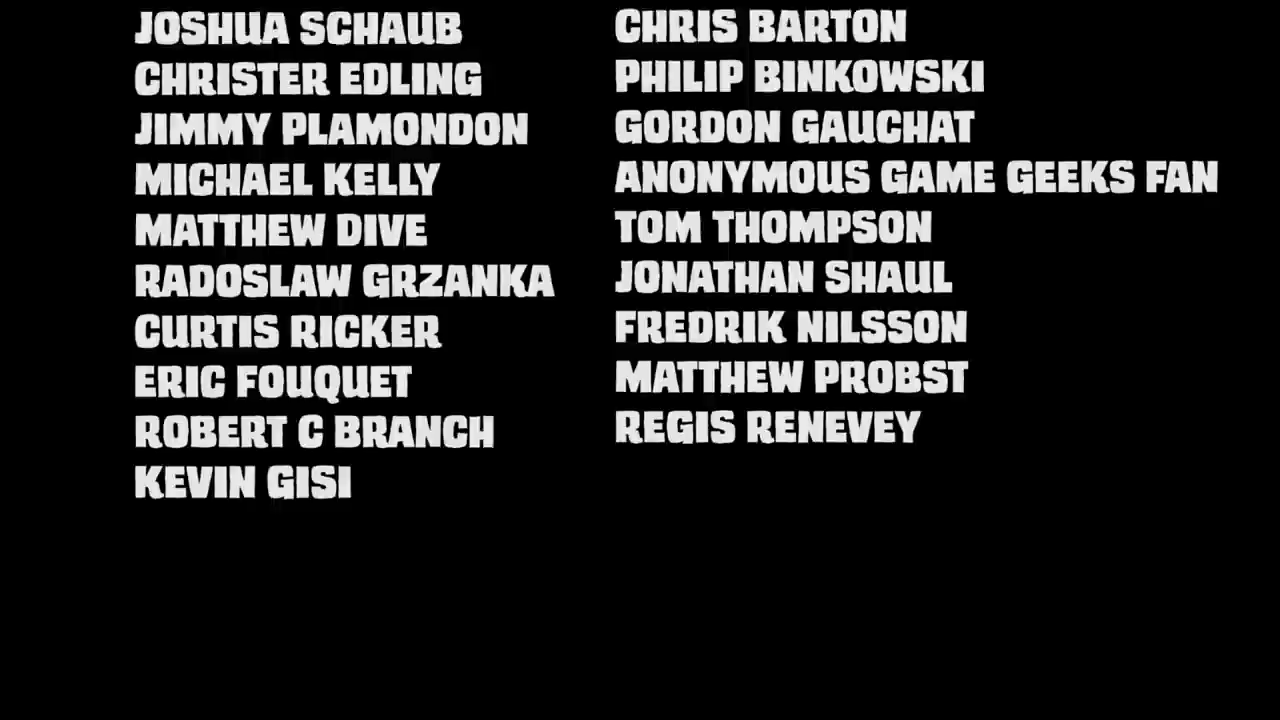 JOSHUA SCHAUB
CHRISTER EDLING
JIMMY PLAMONDON
MICHAEL KELLY
MATTHEW DIVE
RADOSLAW GRZANKA
CURTIS RICKER
ERIC FOUQUET
ROBERT C BRANCH
KEVIN GISI
CHRIS BARTON
PHILIP BINKOWSKI
GORDON GAUCHAT
ANONYMOUS GAME GEEKS FAN
TOM THOMPSON
JONATHAN SHAUL
FREDRIK NILSSON
MATTHEW PROBST
REGIS RENEVEY